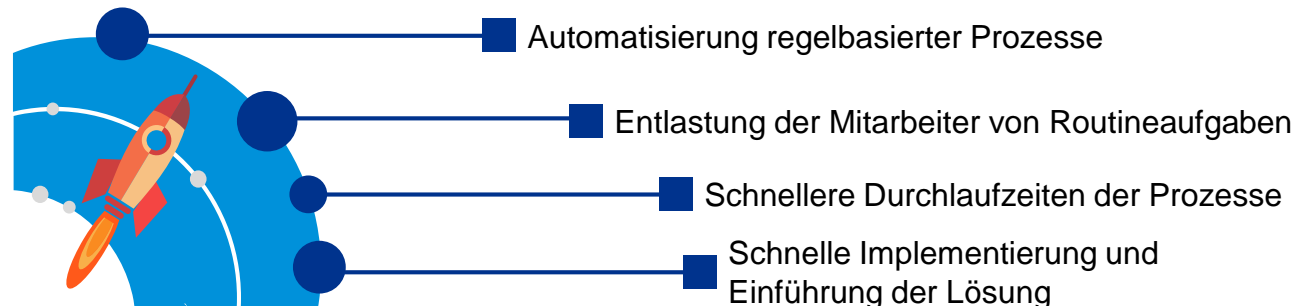 Automatisierung regelbasierter Prozesse
Entlastung der Mitarbeiter von Routineaufgaben
Schnellere Durchlaufzeiten der Prozesse
Schnelle Implementierung und
Einführung der Lösung